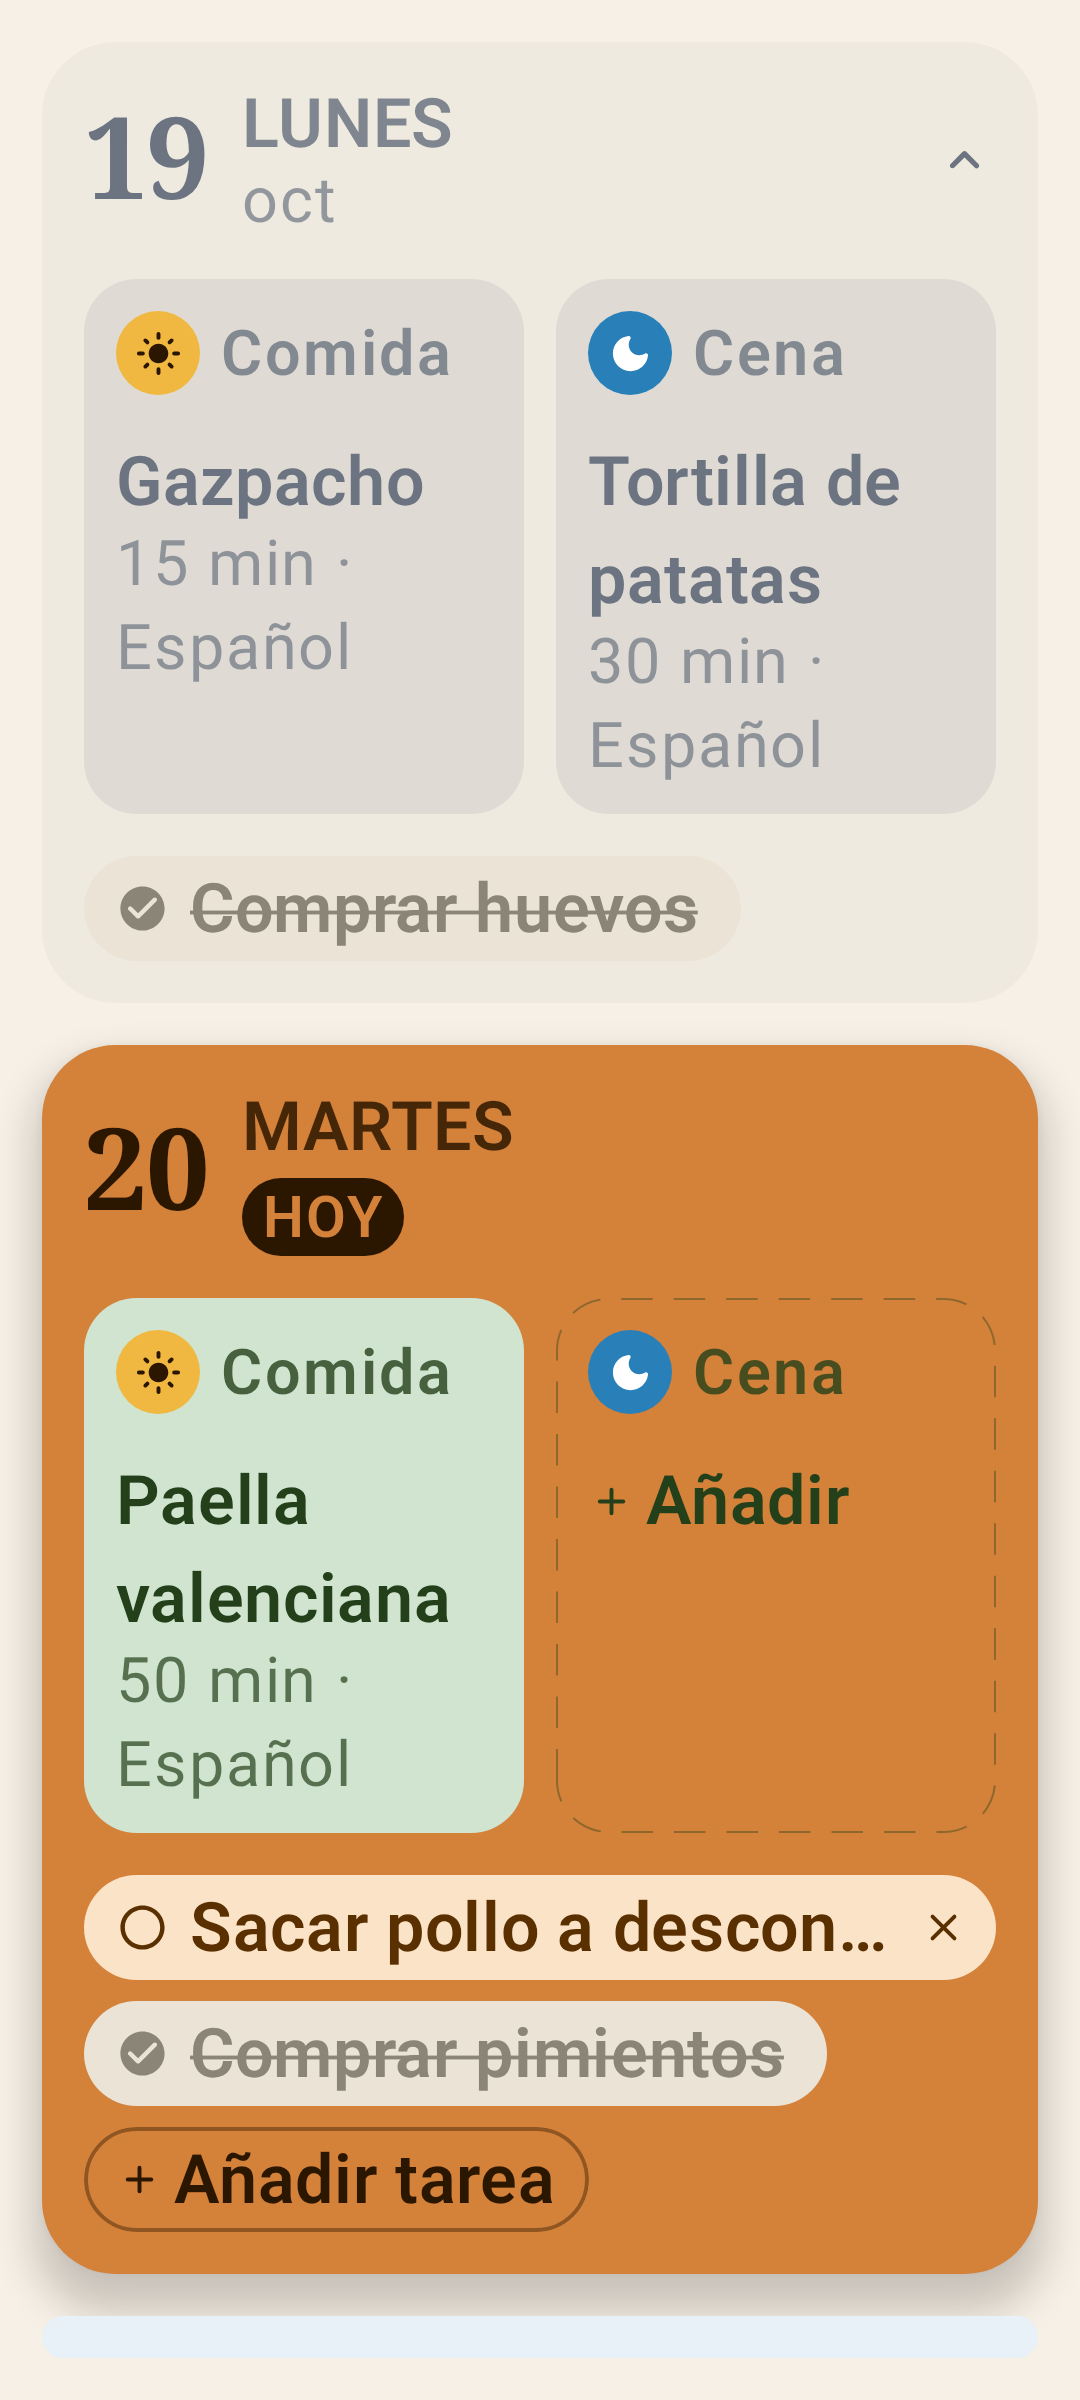 19
LUNES
oct
Comida
Gazpacho
15 min ·
Español
Cena
Tortilla de
patatas
30 min ·
Español
Comprar huevos
20
MARTES
HOY
Comida
Paella
valenciana
50 min ·
Español
Cena
+ Añadir
Sacar pollo a descon…
Comprar pimientos
+ Añadir tarea